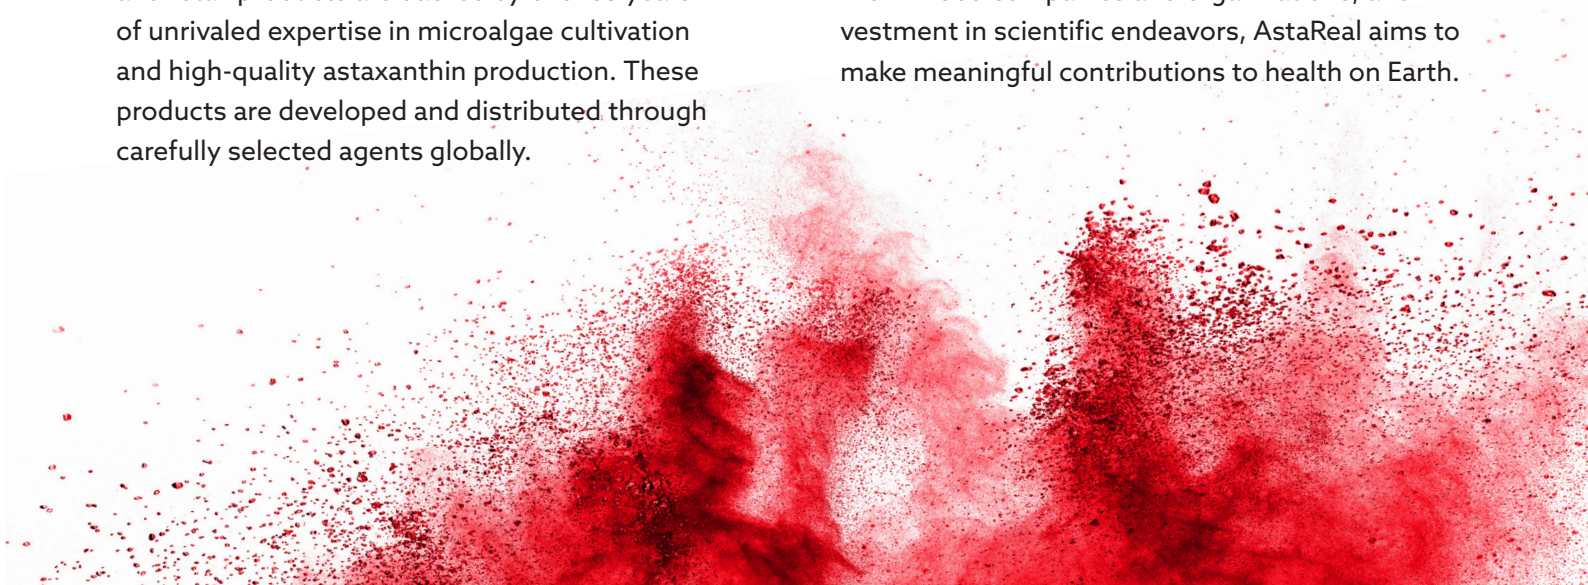 of unrivaled expertise in microalgae cultivation
and high-quality astaxanthin production. These
products are developed and distributed through
carefully selected agents globally.
vestment in scientific endeavors, AstaReal aims to
make meaningful contributions to health on Earth.